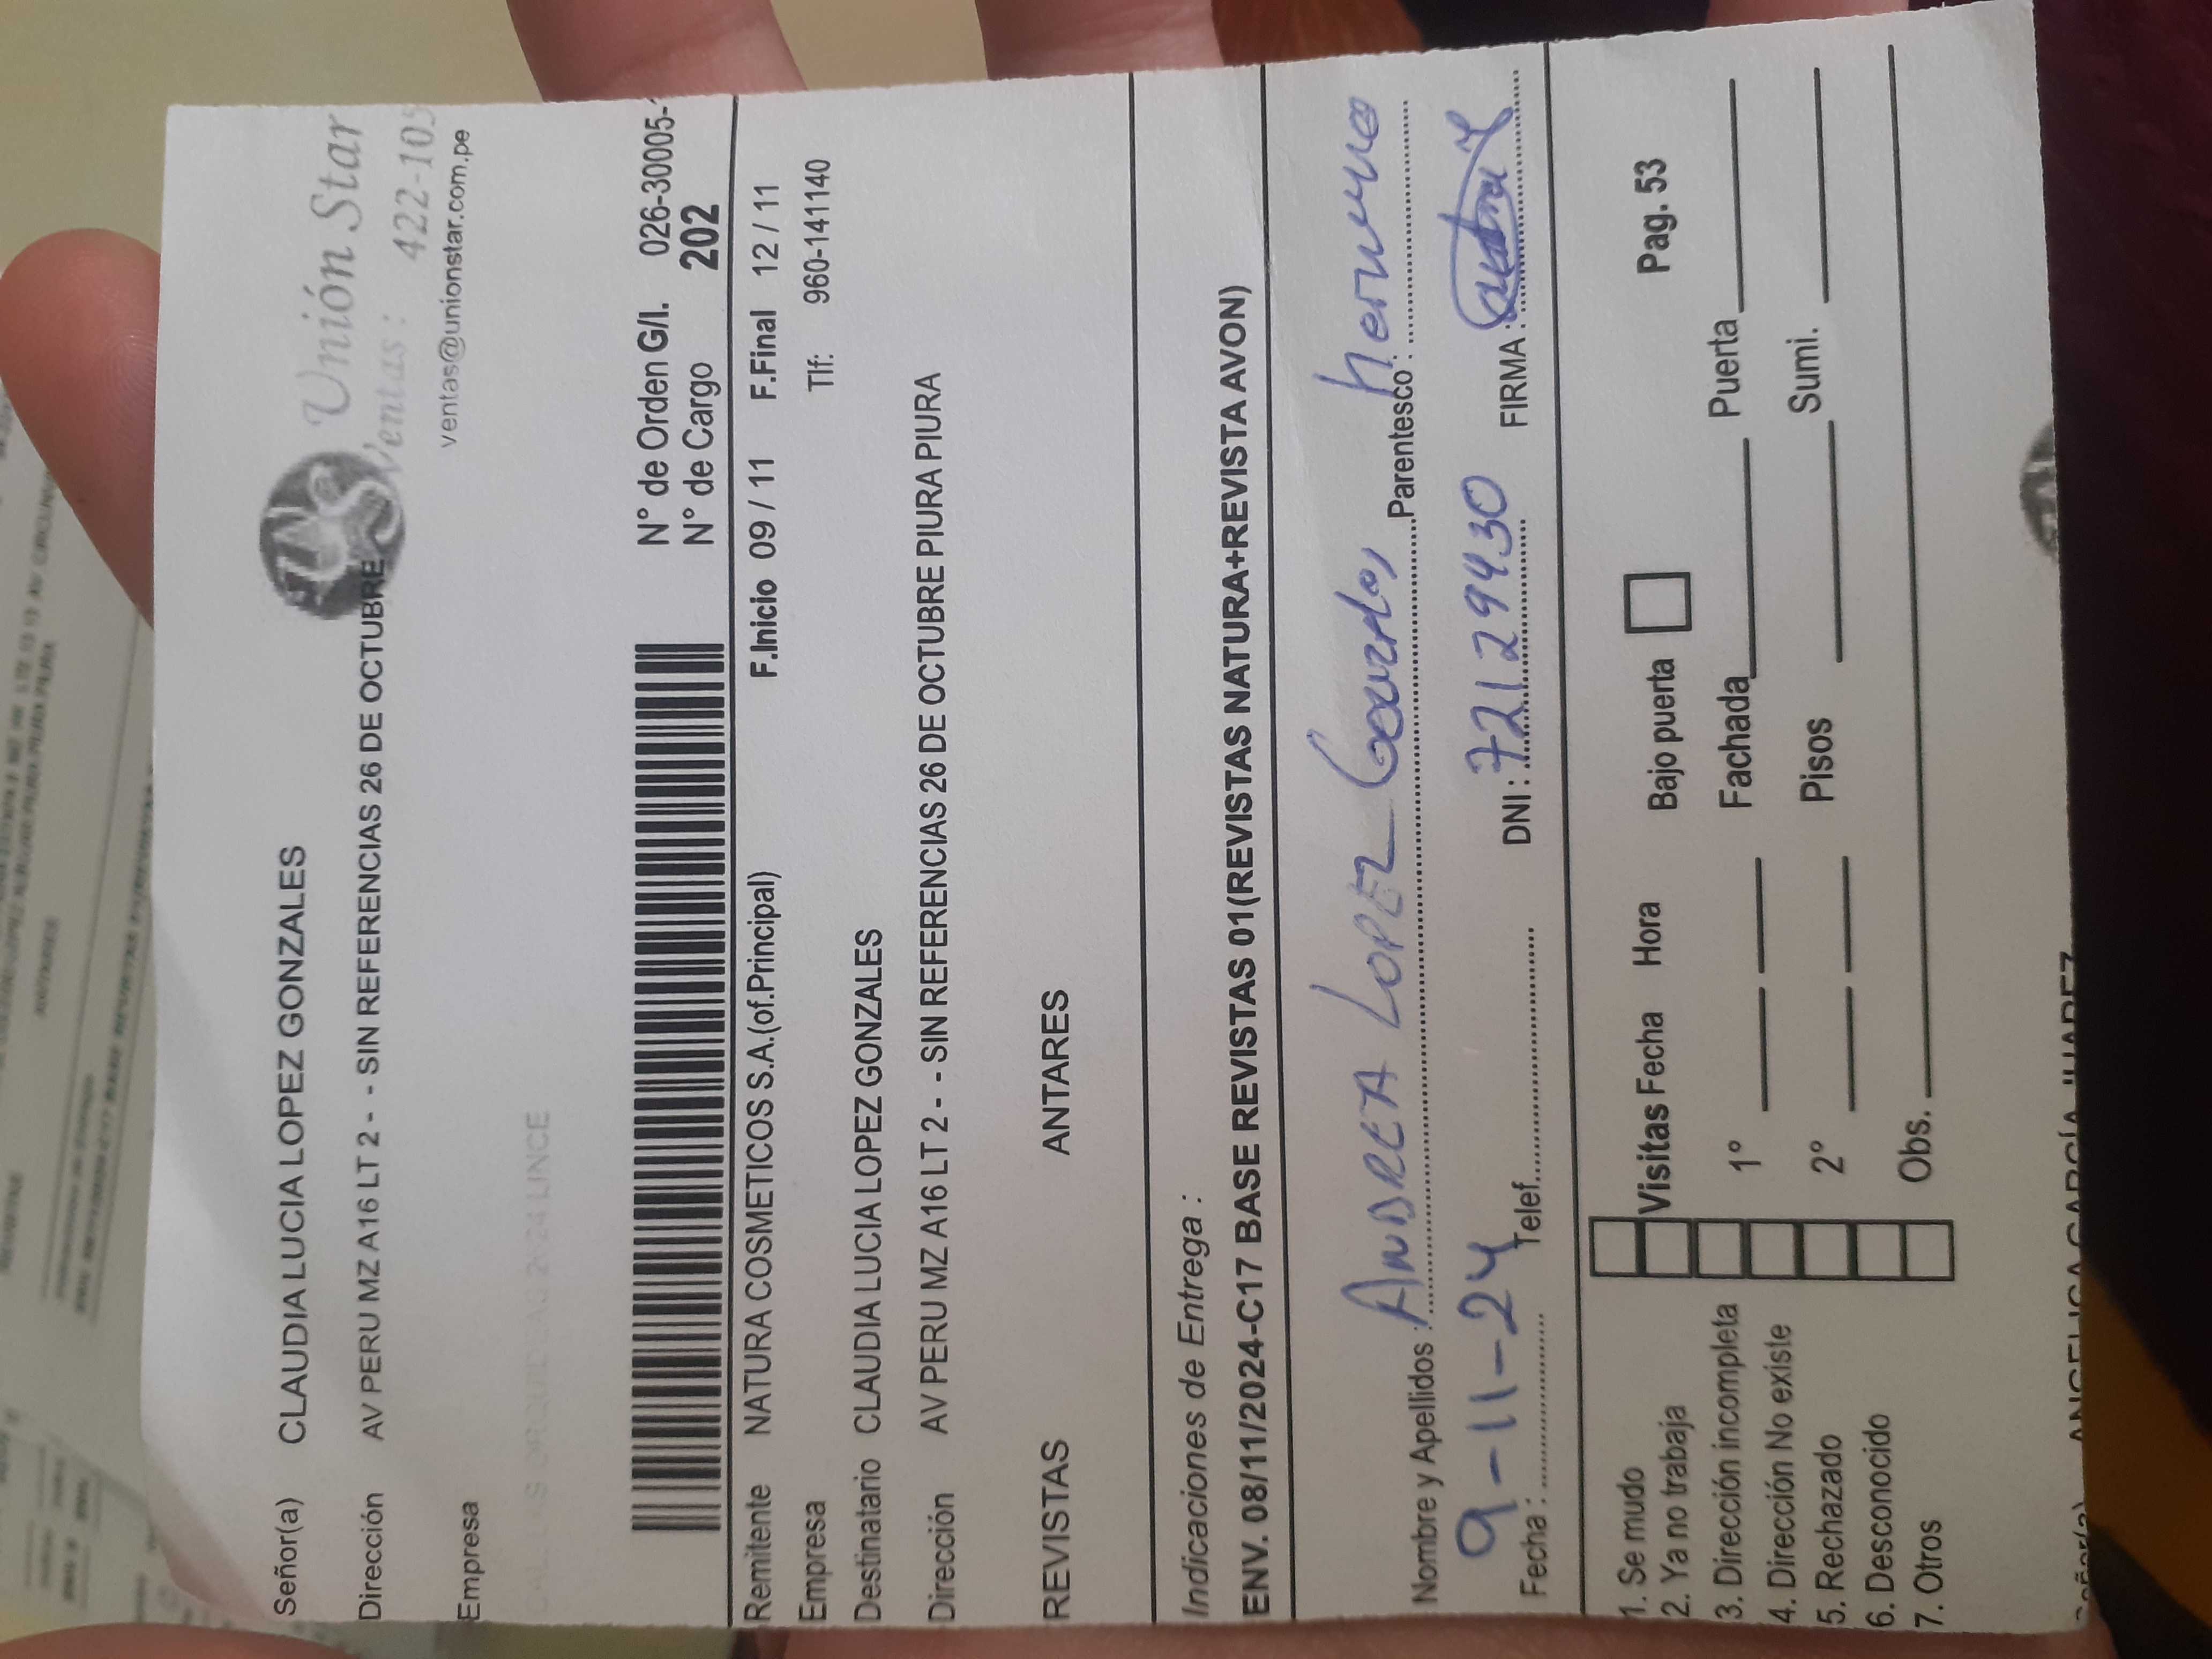 Señor(a) CLAUDIA LUCIA LOPEZ GONZALES
Unión Star
Dirección AV PERU MZ A16 LT 2 - - SIN REFERENCIAS 26 DE OCTUBRE
Ventas: 422-105
ventas@unionstar.com.pe
Empresa
N° de Orden G/I. 026-30005-
N° de Cargo 202
Remitente NATURA COSMETICOS S.A.(of.Principal) F.Inicio 09 / 11 F.Final 12 / 11
Empresa Tlf: 960-141140
Destinatario CLAUDIA LUCIA LOPEZ GONZALES
Dirección AV PERU MZ A16 LT 2 - - SIN REFERENCIAS 26 DE OCTUBRE PIURA PIURA
REVISTAS ANTARES
Indicaciones de Entrega :
ENV. 08/11/2024-C17 BASE REVISTAS 01(REVISTAS NATURA+REVISTA AVON)
Nombre y Apellidos : ANDREA LOPEZ Parentesco :
Fecha : 9-11-24 Telef. DNI : 72129430 FIRMA :
1. Se mudo
2. Ya no trabaja
3. Dirección incompleta
4. Dirección No existe
5. Rechazado
6. Desconocido
7. Otros
Visitas Fecha Hora Bajo puerta Pag. 53
1º Fachada Puerta
2º Pisos Sumi.
Obs.
Señor(a) ANGELICA GARCÍA JUAREZ